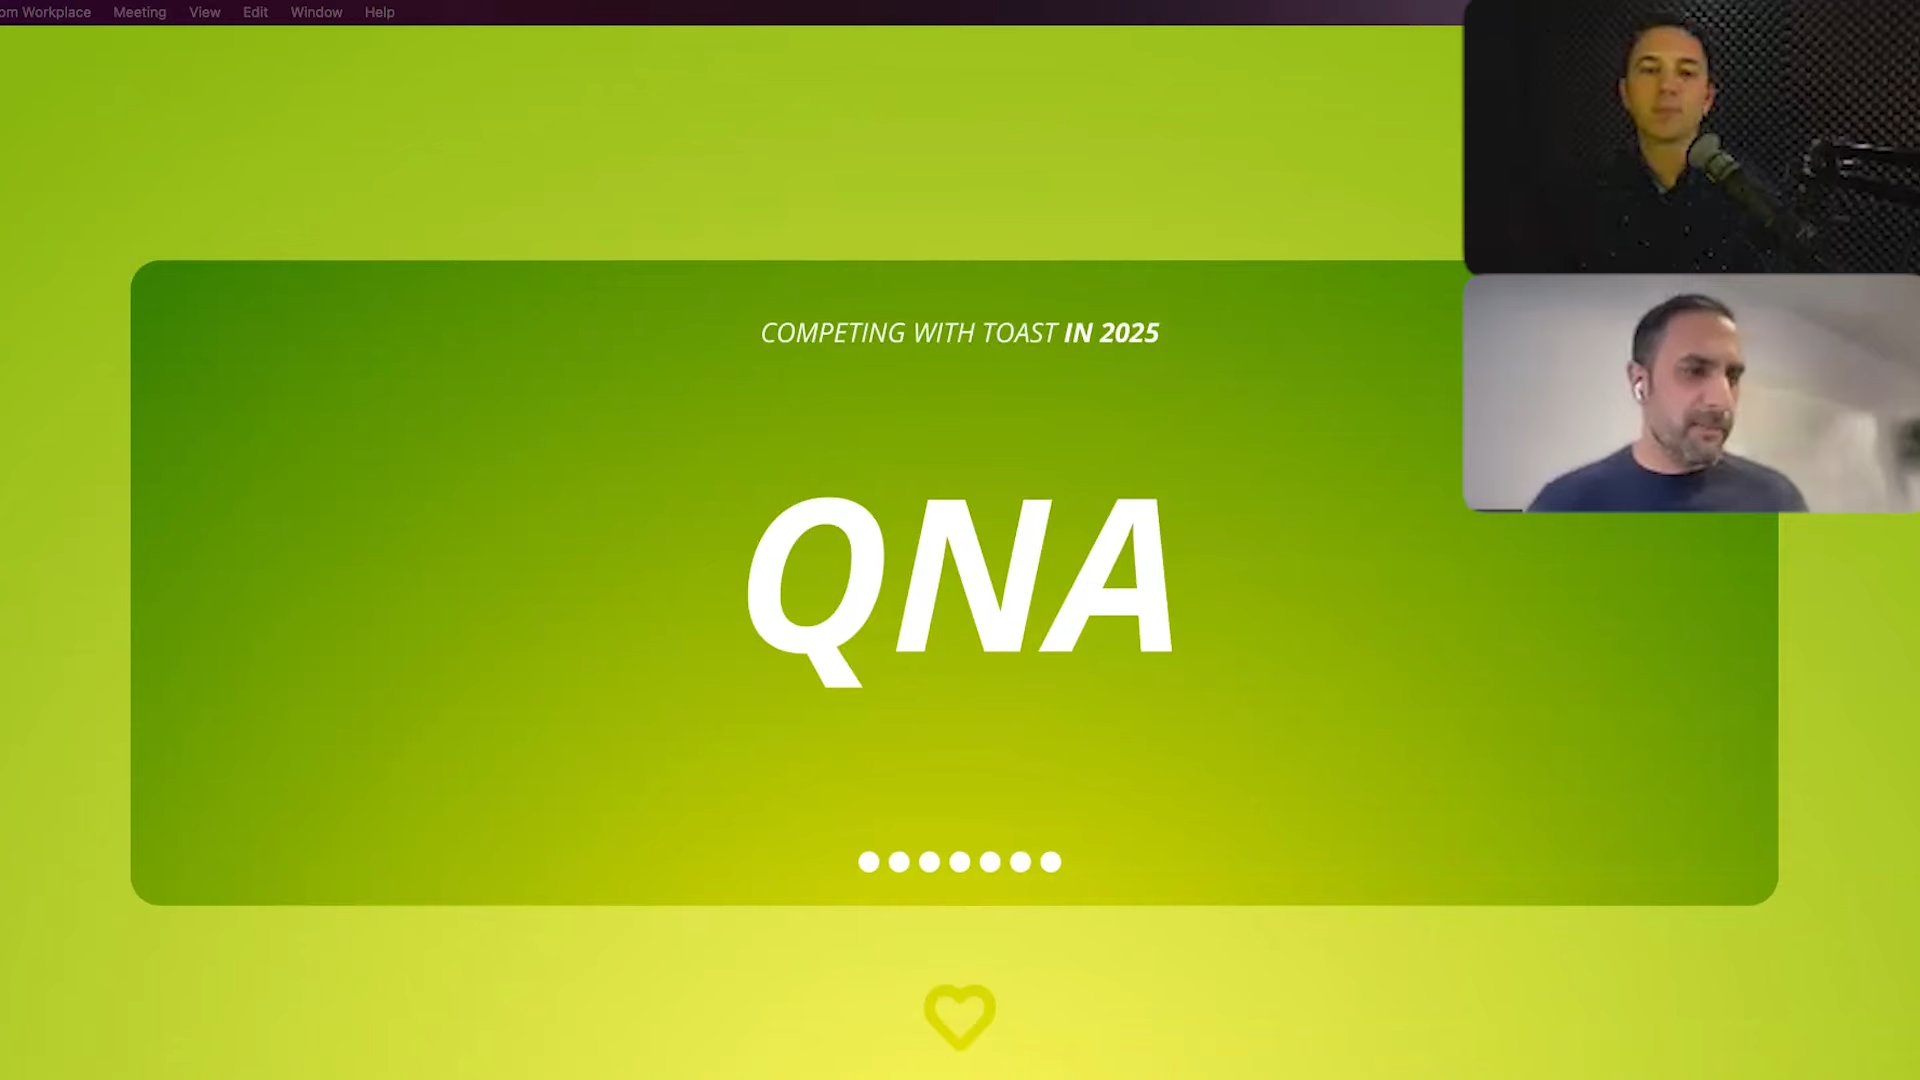 om Workplace Meeting View Edit Window Help
COMPETING WITH TOAST IN 2025
QNA